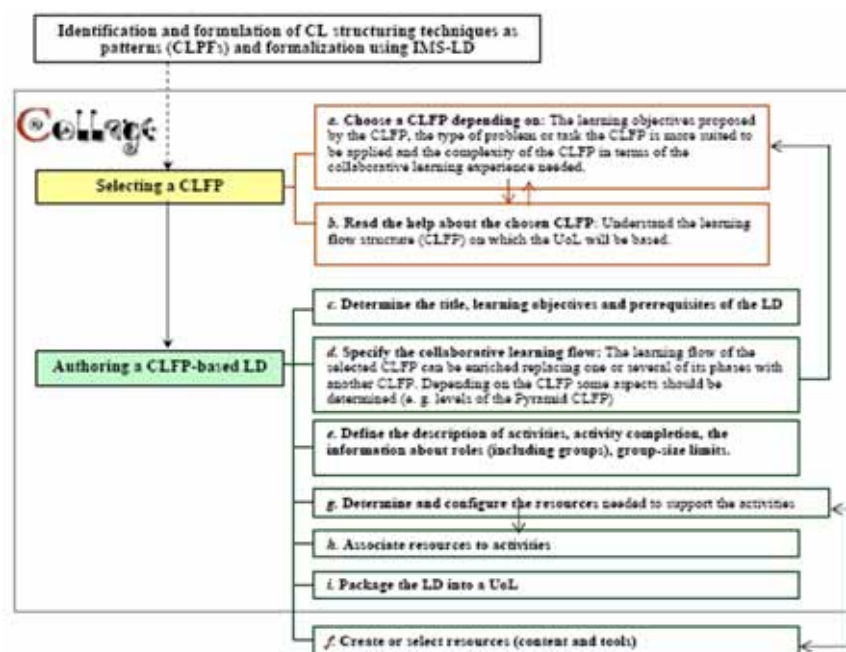 Identification and formulation of CL structuring techniques as
patterns (CLPFs) and formalization using IMS-LD
Collage
Selecting a CLFP
a. Choose a CLFP depending on: The learning objectives proposed
by the CLFP, the type of problem or task the CLFP is more suited to
be applied and the complexity of the CLFP in terms of the
collaborative learning experience needed.
b. Read the help about the chosen CLFP: Understand the learning
flow structure (CLFP) on which the UoL will be based.
Authoring a CLFP-based LD
c. Determine the title, learning objectives and prerequisites of the LD
d. Specify the collaborative learning flow: The learning flow of the
selected CLFP can be enriched replacing one or several of its phases with
another CLFP. Depending on the CLFP some aspects should be
determined (e. g. levels of the Pyramid CLFP)
e. Define the description of activities, activity completion, the
information about roles (including groups), group-size limits.
g. Determine and configure the resources needed to support the activities
h. Associate resources to activities
i. Package the LD into a UoL
f. Create or select resources (content and tools)